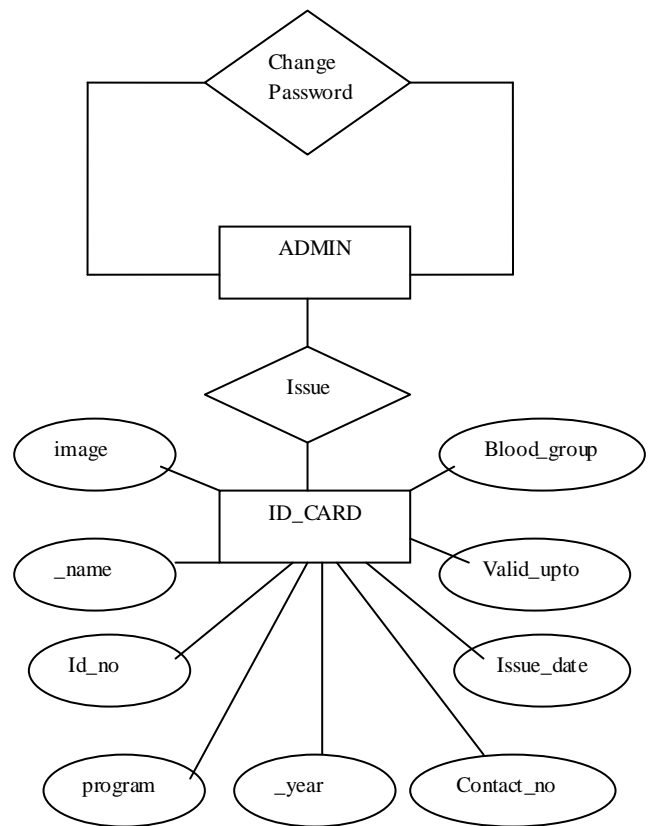 Change
Password
ADMIN
Issue
image
Blood_group
ID_CARD
_name
Valid_upto
Id_no
Issue_date
program
_year
Contact_no